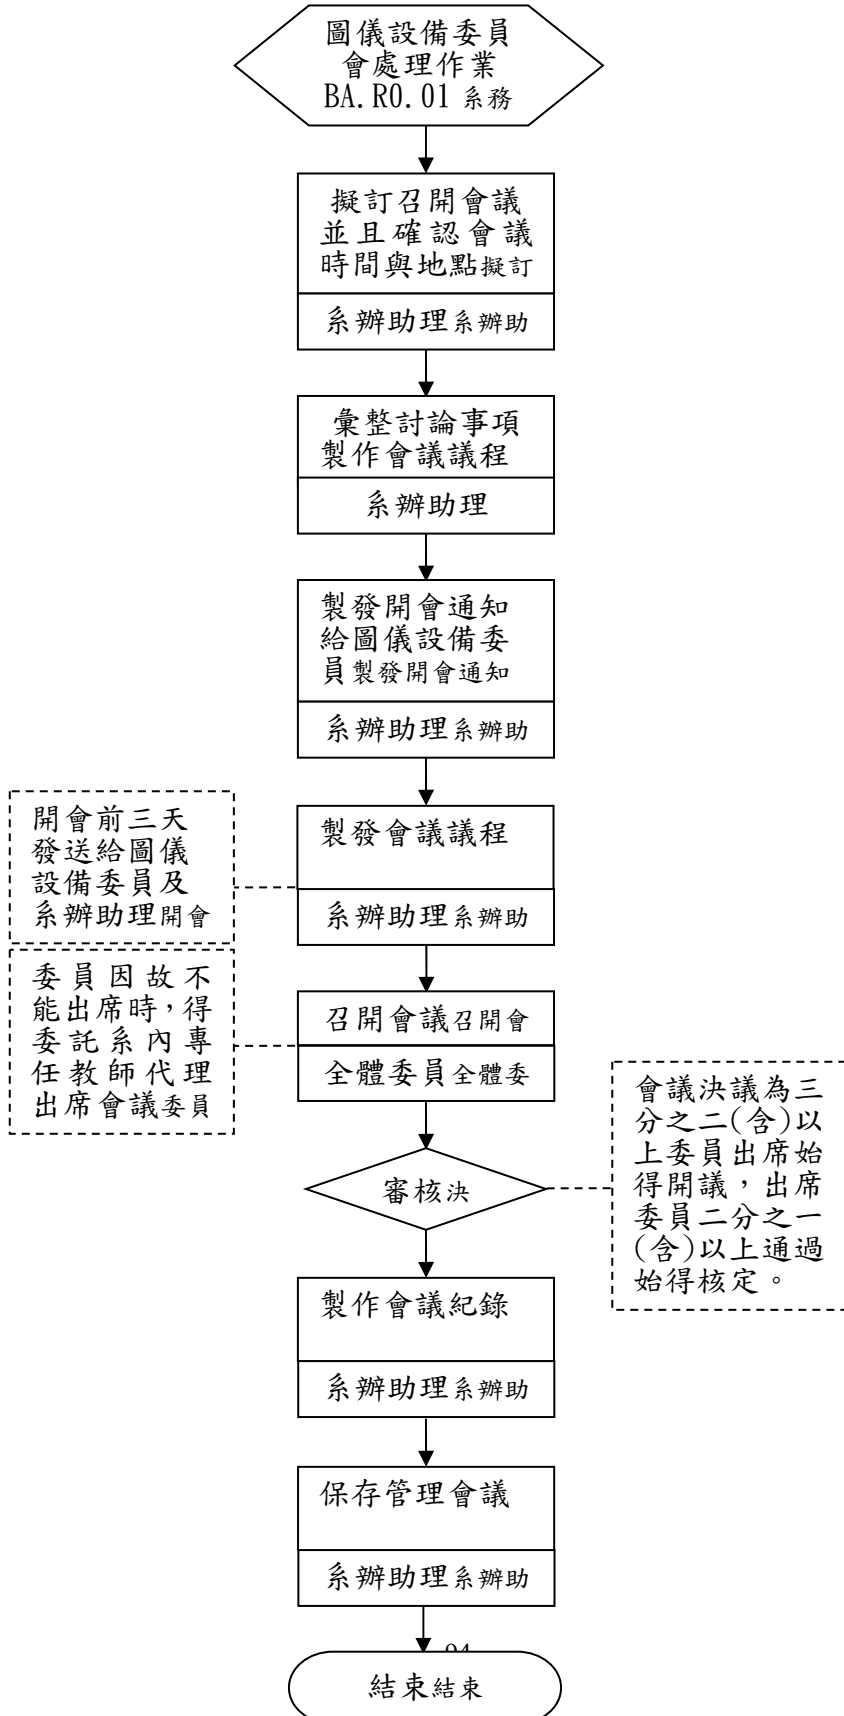 圖儀設備委員
會處理作業
BA.R0.01 系務
擬訂召開會議
並且確認會議
時間與地點擬訂
系辦助理系辦助
彙整討論事項
製作會議議程
系辦助理
製發開會通知
給圖儀設備委
員製發開會通知
系辦助理系辦助
開會前三天
發送給圖儀
設備委員及
系辦助理開會
製發會議議程
系辦助理系辦助
委員因故不
能出席時，得
委託系內專
任教師代理
出席會議委員
召開會議召開會
全體委員全體委
會議決議為三
分之二(含)以
上委員出席始
得開議，出席
委員二分之一
(含)以上通過
始得核定。
審核決
製作會議紀錄
系辦助理系辦助
保存管理會議
系辦助理系辦助
結束結束